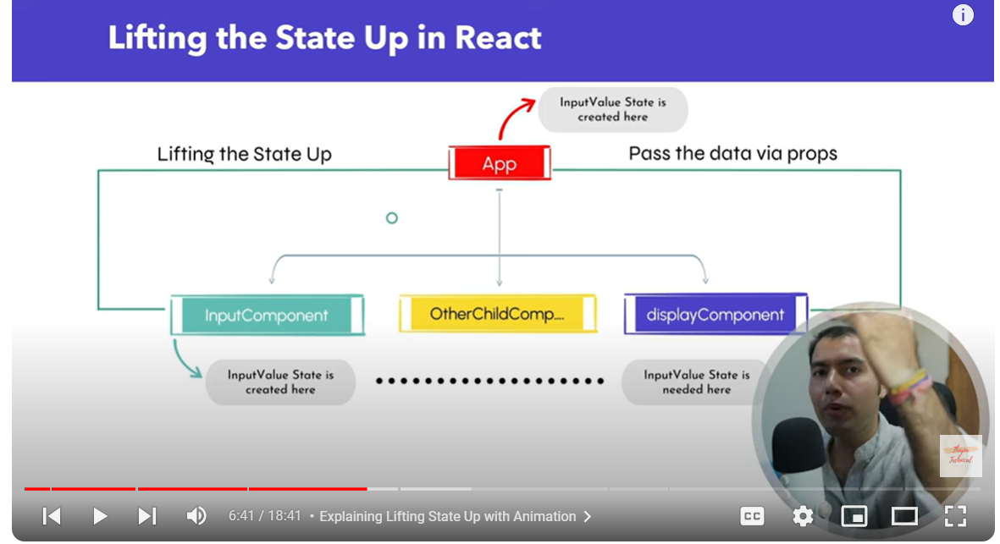 Lifting the State Up in React
InputValue State is
created here
Lifting the State Up
App
Pass the data via props
InputComponent
OtherChildComp....
displayComponent
InputValue State is
created here
InputValue State is
needed here
Thapa
Technical
6:41 / 18:41 • Explaining Lifting State Up with Animation
CC